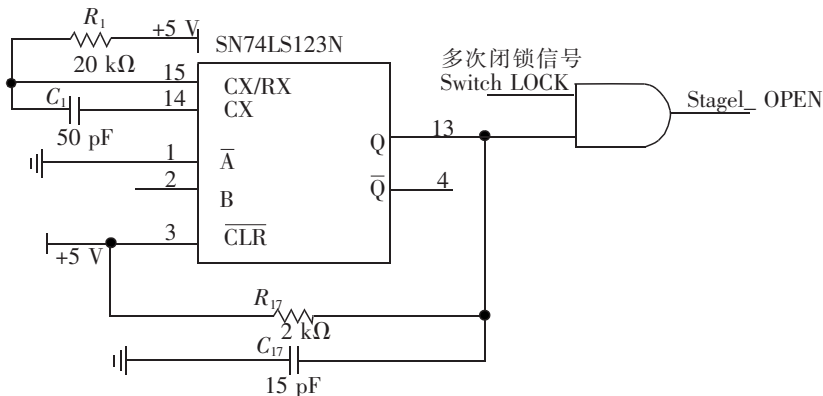 R1
+5 V
SN74LS123N
20 kΩ
15
CX/RX
C1
14
CX
50 pF
多次闭锁信号
Switch LOCK
Stagel_ OPEN
1
A̅
Q
13
2
B
Q̅
4
3
C̅L̅R̅
+5 V
R17
2 kΩ
C17
15 pF